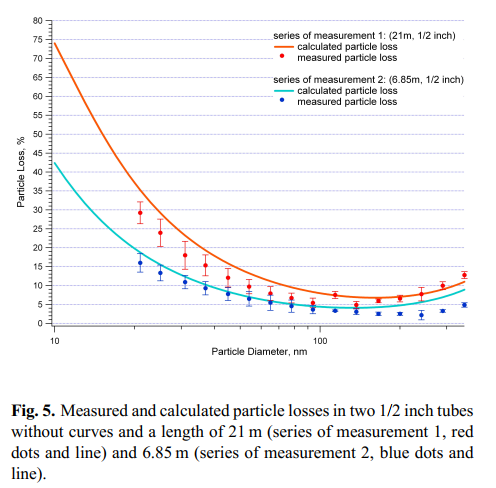 80
75
70
65
60
55
50
45
40
35
30
25
20
15
10
5
0
Particle Loss, %
series of measurement 1: (21m, 1/2 inch)
calculated particle loss
measured particle loss
series of measurement 2: (6.85m, 1/2 inch)
calculated particle loss
measured particle loss
10
100
Particle Diameter, nm
Fig. 5. Measured and calculated particle losses in two 1/2 inch tubes
without curves and a length of 21 m (series of measurement 1, red
dots and line) and 6.85 m (series of measurement 2, blue dots and
line).